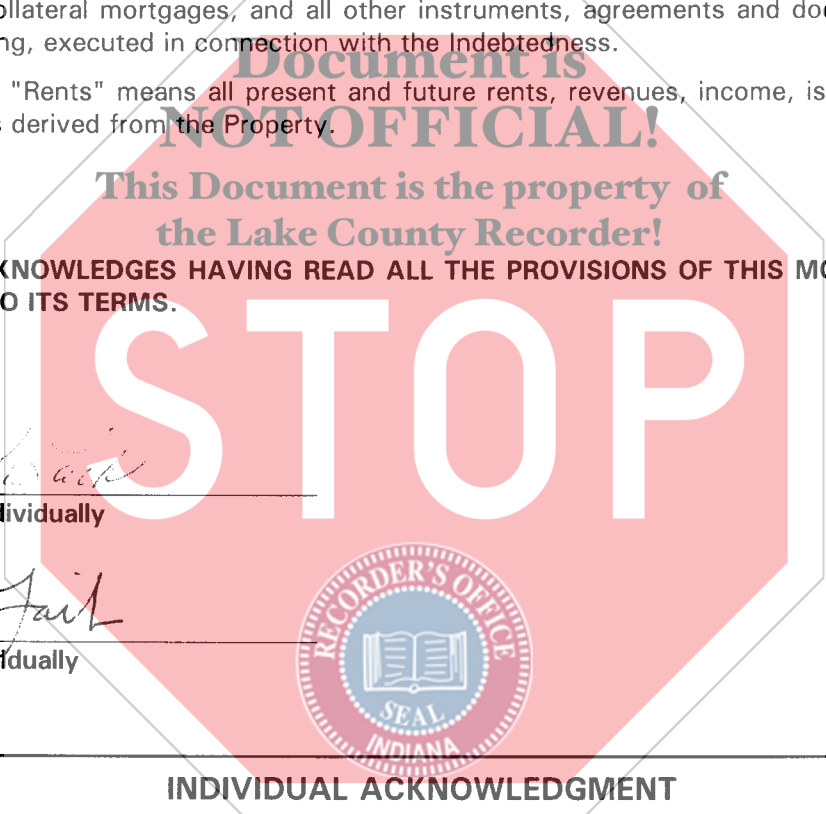 ollateral mortgages, and all other instruments, agreements and do
ng, executed in connection with the Indebtedness.
Document is
"Rents" means all present and future rents, revenues, income, is
s derived from the Property.
NOT OFFICIAL!
This Document is the property of
the Lake County Recorder!
KNOWLEDGES HAVING READ ALL THE PROVISIONS OF THIS MO
O ITS TERMS.
STOP
dividually
Fait
idually
RECORDER'S OFFICE
SEAL
INDIANA
INDIVIDUAL ACKNOWLEDGMENT